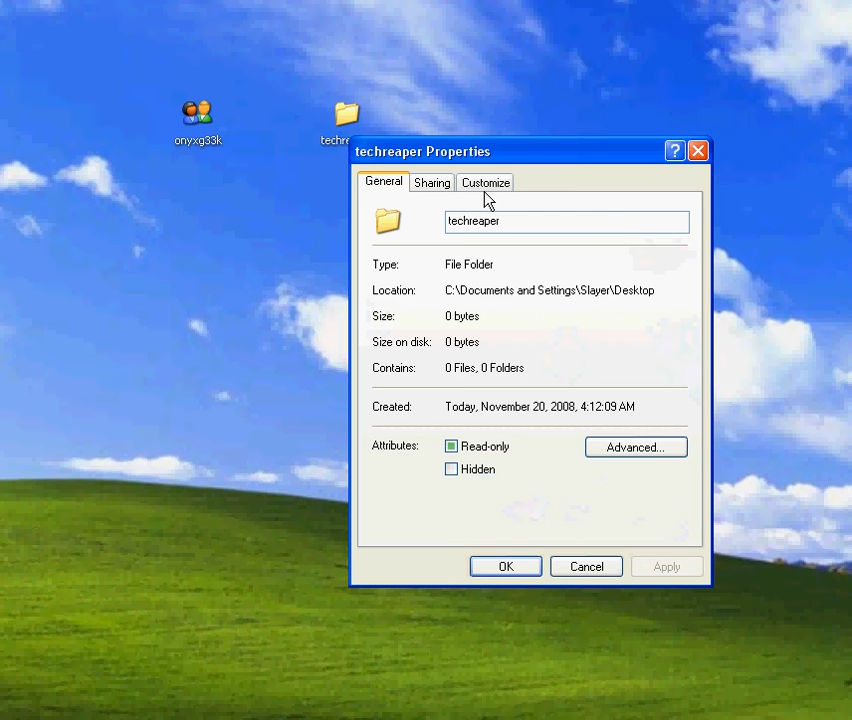 onyxg33k
techre
techreaper Properties
General Sharing Customize
techreaper
Type: File Folder
Location: C:\Documents and Settings\Slayer\Desktop
Size: 0 bytes
Size on disk: 0 bytes
Contains: 0 Files, 0 Folders
Created: Today, November 20, 2008, 4:12:09 AM
Attributes: Read-only Advanced...
Hidden
OK Cancel Apply